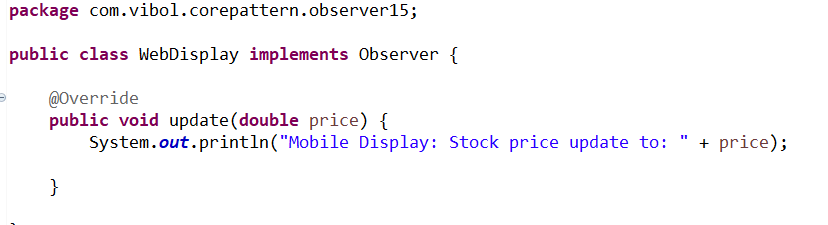 package com.vibol.corepattern.observer15;
public class WebDisplay implements Observer {
@Override
public void update(double price) {
System.out.println("Mobile Display: Stock price update to: " + price);
}